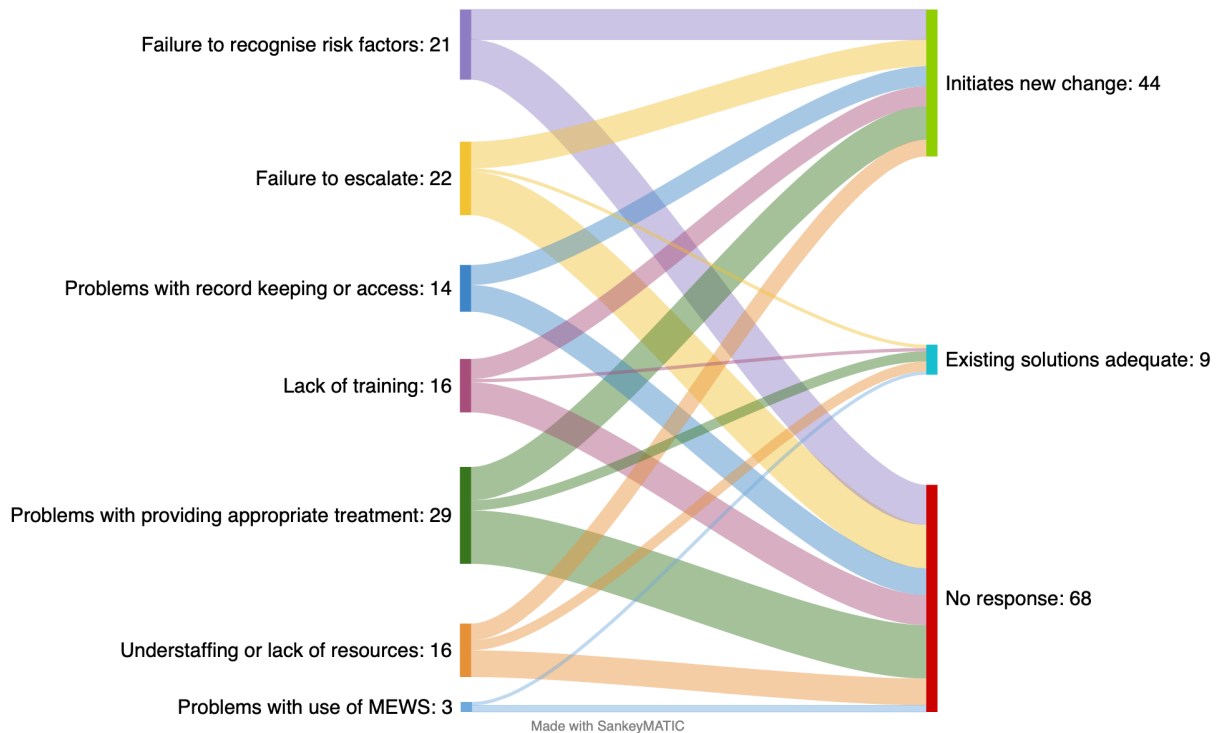 Failure to recognise risk factors: 21
Initiates new change: 44
Failure to escalate: 22
Problems with record keeping or access: 14
Existing solutions adequate: 9
Lack of training: 16
Problems with providing appropriate treatment: 29
No response: 68
Understaffing or lack of resources: 16
Problems with use of MEWS: 3
Made with SankeyMATIC